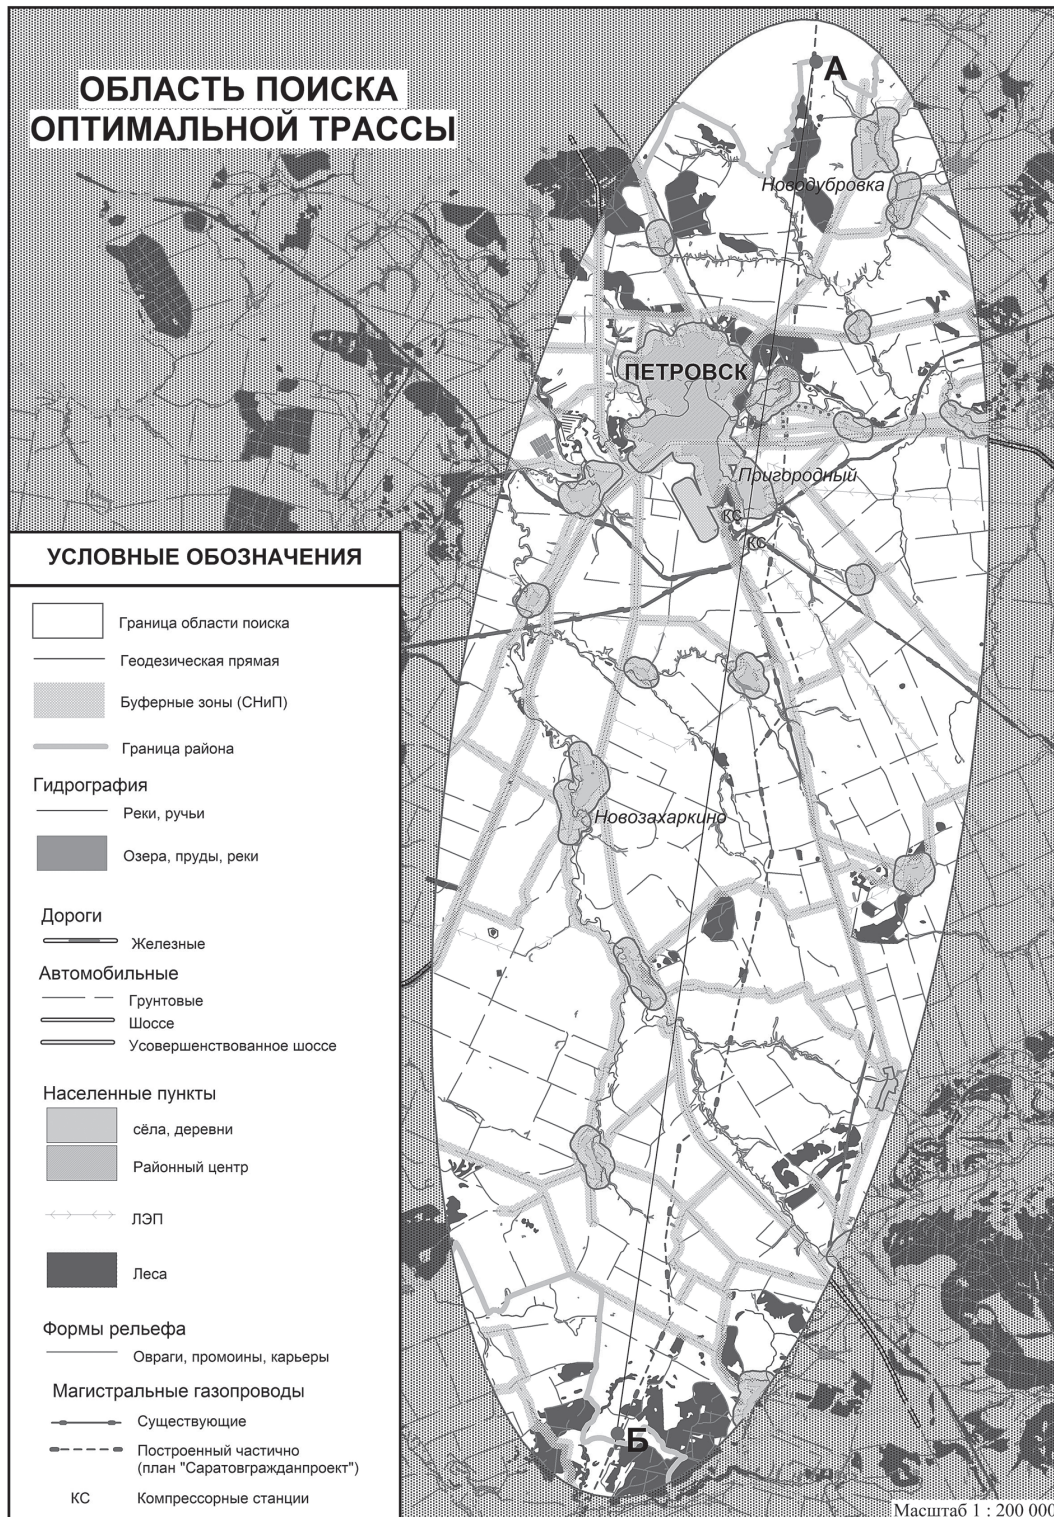 ОБЛАСТЬ ПОИСКА
ОПТИМАЛЬНОЙ ТРАССЫ
А
Новодубровка
ПЕТРОВСК
Пригородный
КС
КС
Новозахаркино
Б
УСЛОВНЫЕ ОБОЗНАЧЕНИЯ
Граница области поиска
Геодезическая прямая
Буферные зоны (СНиП)
Граница района
Гидрография
Реки, ручьи
Озера, пруды, реки
Дороги
Железные
Автомобильные
Грунтовые
Шоссе
Усовершенствованное шоссе
Населенные пункты
сёла, деревни
Районный центр
ЛЭП
Леса
Формы рельефа
Овраги, промоины, карьеры
Магистральные газопроводы
Существующие
Построенный частично
(план "Саратовгражданпроект")
КС Компрессорные станции
Масштаб 1 : 200 000